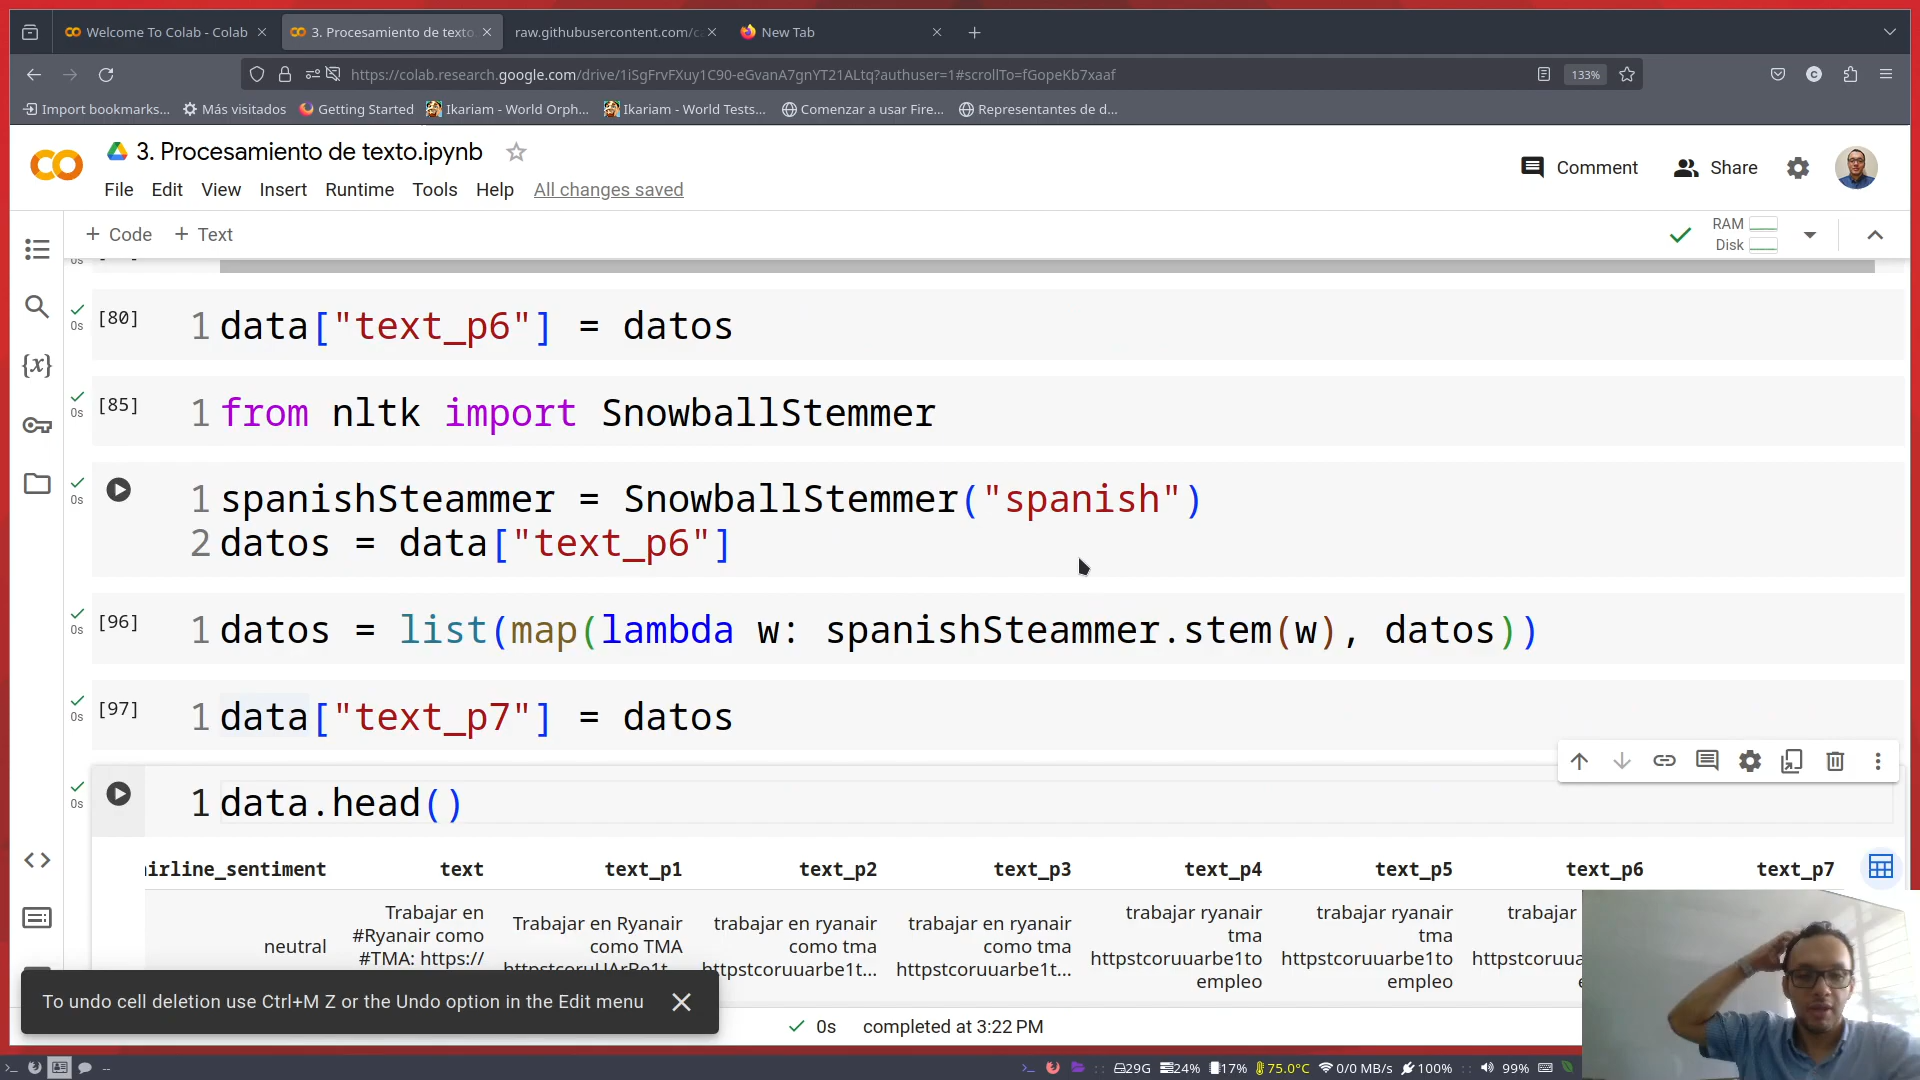 Welcome To Colab - Colab
3. Procesamiento de texto.
raw.githubusercontent.com/c
New Tab
https://colab.research.google.com/drive/1iSgFrvFXuy1C90-eGvanA7gnYT21ALtq?authuser=1#scrollTo=fGopeKb7xaaf
133%
Import bookmarks...
Más visitados
Getting Started
Ikariam - World Orph...
Ikariam - World Tests...
Comenzar a usar Fire...
Representantes de d...
3. Procesamiento de texto.ipynb
Comment
Share
File Edit View Insert Runtime Tools Help All changes saved
+ Code + Text
RAM
Disk
0s
[80]
1 data["text_p6"] = datos
0s
[85]
1 from nltk import SnowballStemmer
0s
1 spanishSteammer = SnowballStemmer("spanish")
0s
2 datos = data["text_p6"]
[96]
1 datos = list(map(lambda w: spanishSteammer.stem(w), datos))
0s
[97]
1 data["text_p7"] = datos
0s
1 data.head()
0s
airline_sentiment text text_p1 text_p2 text_p3 text_p4 text_p5 text_p6 text_p7
neutral
Trabajar en
#Ryanair como
#TMA: https://
Trabajar en Ryanair
como TMA
trabajar en ryanair
como tma
httpstcoruuarbe1t...
trabajar en ryanair
como tma
httpstcoruuarbe1t...
trabajar ryanair
tma
httpstcoruuarbe1to
empleo
trabajar ryanair
tma
httpstcoruuarbe1to
empleo
trabajar
httpstcoruua
To undo cell deletion use Ctrl+M Z or the Undo option in the Edit menu
0s completed at 3:22 PM
29G 24% 17% 75.0°C 0/0 MB/s 100% 99%